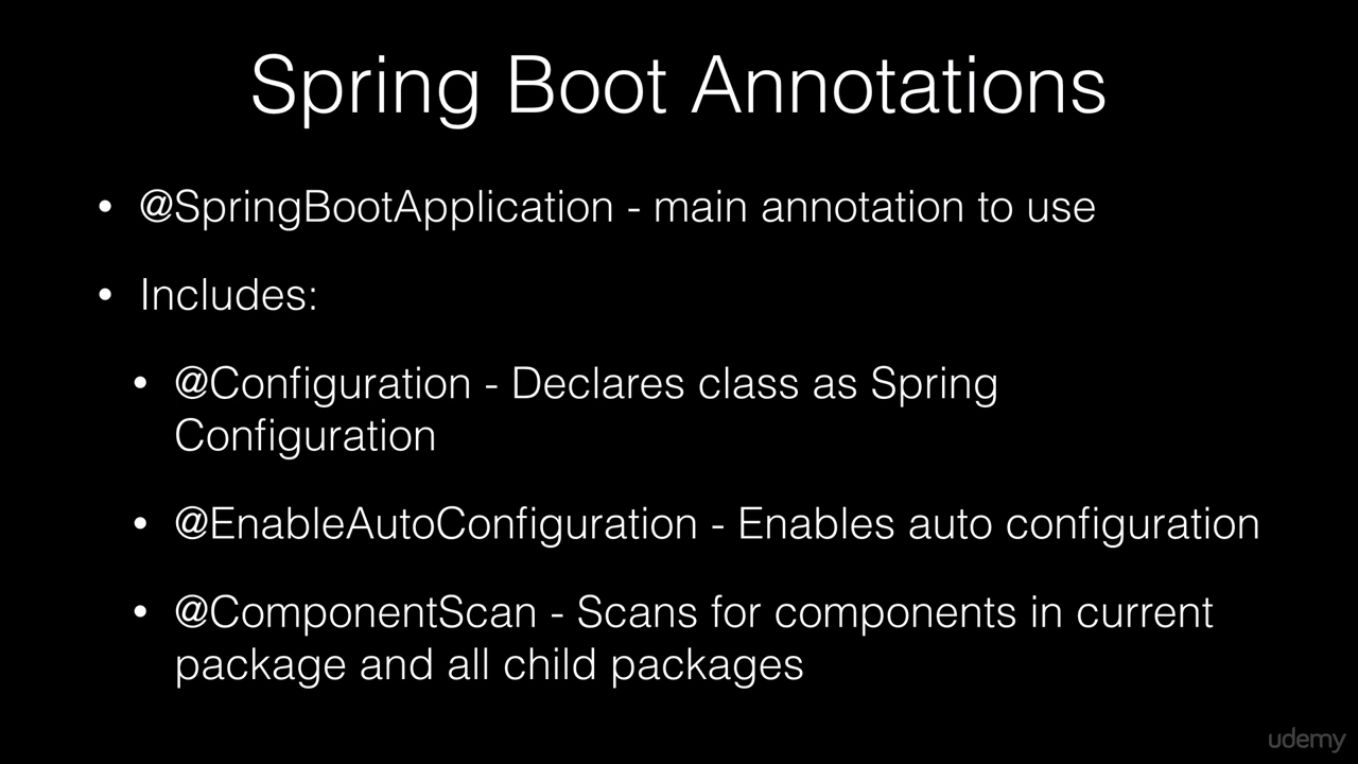 Spring Boot Annotations
• @SpringBootApplication - main annotation to use
• Includes:
• @Configuration - Declares class as Spring
Configuration
• @EnableAutoConfiguration - Enables auto configuration
• @ComponentScan - Scans for components in current
package and all child packages
udemy